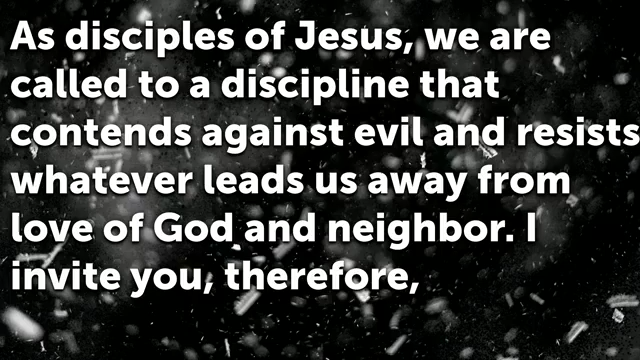 As disciples of Jesus, we are
called to a discipline that
contends against evil and resists
whatever leads us away from
love of God and neighbor. I
invite you, therefore,